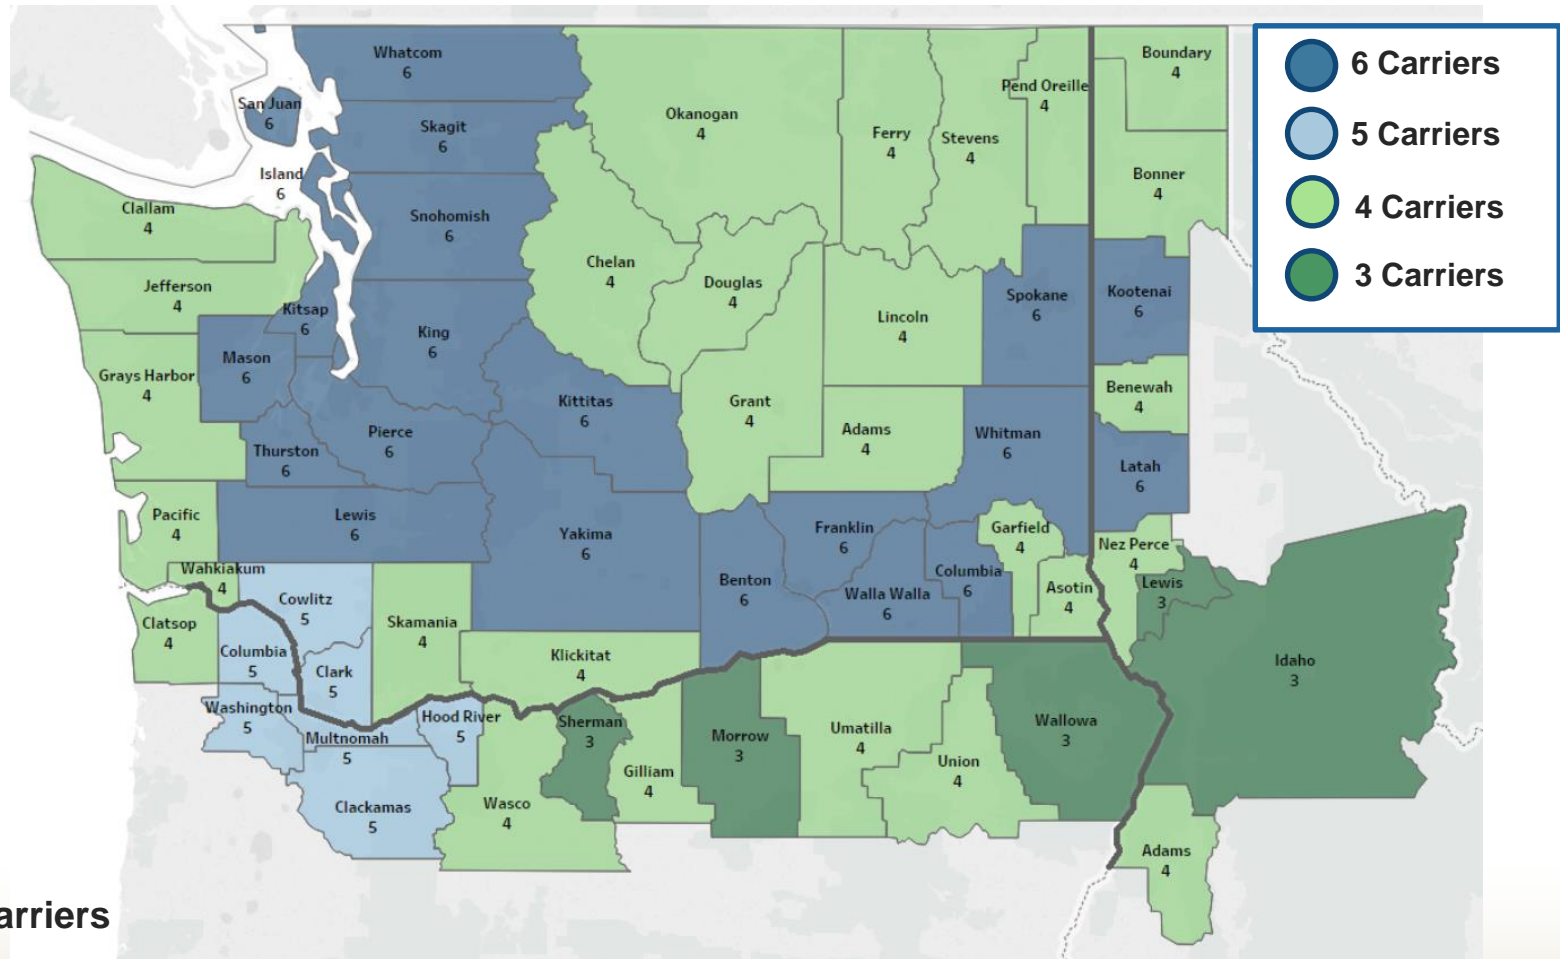 Whatcom
6
San Juan
6
Skagit
6
Island
6
Snohomish
6
Okanogan
4
Ferry
4
Stevens
4
Pend Oreille
4
Boundary
4
Bonner
4
6 Carriers
5 Carriers
4 Carriers
3 Carriers
Clallam
4
Jefferson
4
Kitsap
6
King
6
Chelan
4
Douglas
4
Lincoln
4
Spokane
6
Kootenai
6
Grays Harbor
4
Mason
6
Kittitas
6
Grant
4
Adams
4
Whitman
6
Benewah
4
Thurston
6
Pierce
6
Latah
6
Pacific
4
Lewis
6
Yakima
6
Franklin
6
Garfield
4
Nez Perce
4
Wahkiakum
4
Cowlitz
5
Benton
6
Walla Walla
6
Columbia
6
Asotin
4
Lewis
3
Clatsop
4
Columbia
5
Clark
5
Skamania
4
Klickitat
4
Idaho
3
Washington
5
Multnomah
5
Hood River
5
Sherman
3
Morrow
3
Umatilla
4
Wallowa
3
Clackamas
5
Wasco
4
Gilliam
4
Union
4
Adams
4
arriers